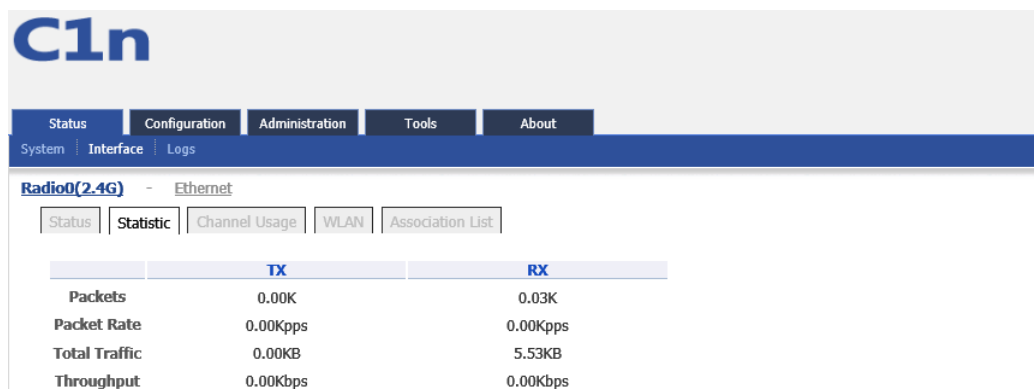 C1n
Status Configuration Administration Tools About
System Interface Logs
Radio0(2.4G) - Ethernet
Status Statistic Channel Usage WLAN Association List
TX RX
Packets 0.00K 0.03K
Packet Rate 0.00Kpps 0.00Kpps
Total Traffic 0.00KB 5.53KB
Throughput 0.00Kbps 0.00Kbps